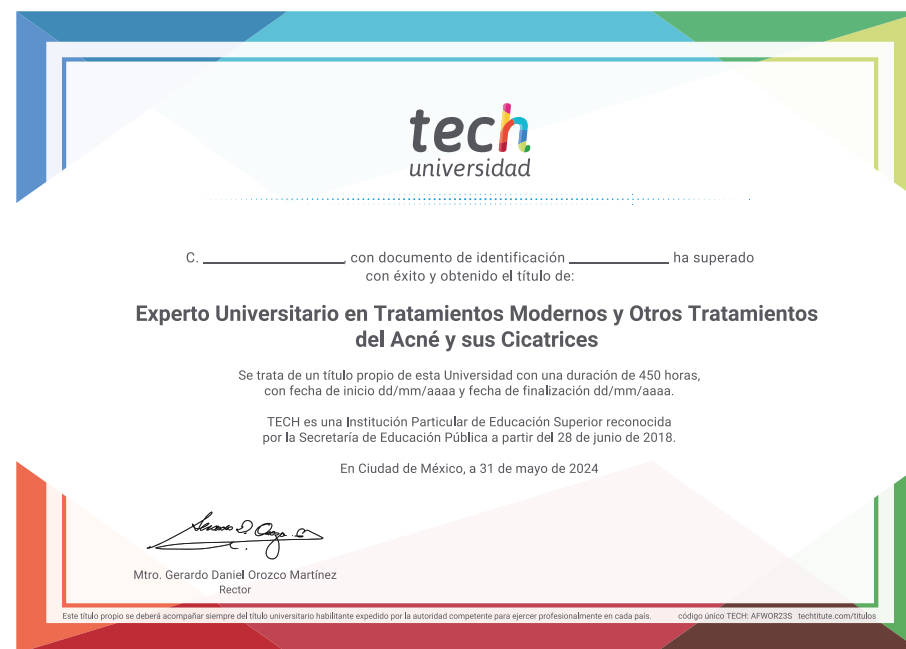 tech
universidad
C. ____________, con documento de identificación ____________ ha superado
con éxito y obtenido el título de:
Experto Universitario en Tratamientos Modernos y Otros Tratamientos
del Acné y sus Cicatrices
Se trata de un título propio de esta Universidad con una duración de 450 horas,
con fecha de inicio dd/mm/aaaa y fecha de finalización dd/mm/aaaa.
TECH es una Institución Particular de Educación Superior reconocida
por la Secretaría de Educación Pública a partir del 28 de junio de 2018.
En Ciudad de México, a 31 de mayo de 2024
Mtro. Gerardo Daniel Orozco Martínez
Rector
Este título propio se deberá acompañar siempre del título universitario habilitante expedido por la autoridad competente para ejercer profesionalmente en cada país. código único TECH: AFWOR23S techtitute.com/titulos